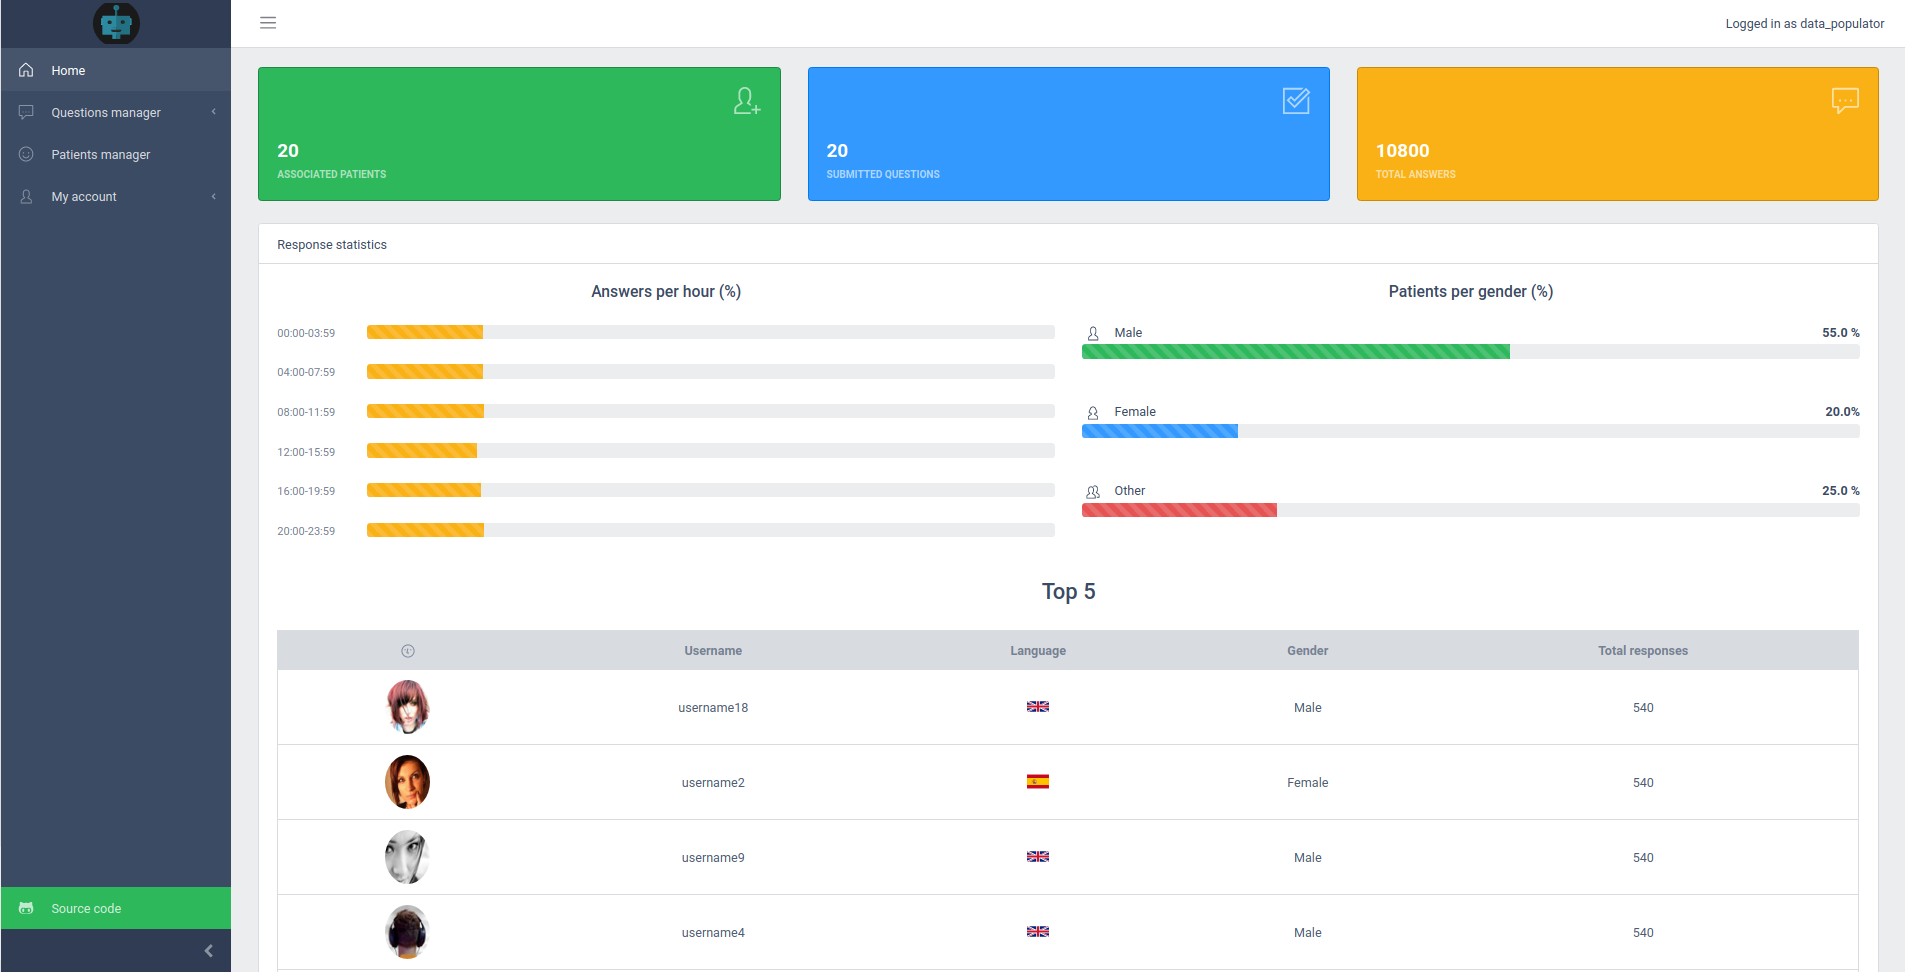 Logged in as data_populator
Home
Questions manager
Patients manager
My account
Source code
20
ASSOCIATED PATIENTS
20
SUBMITTED QUESTIONS
10800
TOTAL ANSWERS
Response statistics
Answers per hour (%)
00:00-03:59
04:00-07:59
08:00-11:59
12:00-15:59
16:00-19:59
20:00-23:59
Patients per gender (%)
Male 55.0 %
Female 20.0%
Other 25.0 %
Top 5
Username Language Gender Total responses
username18 Male 540
username2 Female 540
username9 Male 540
username4 Male 540